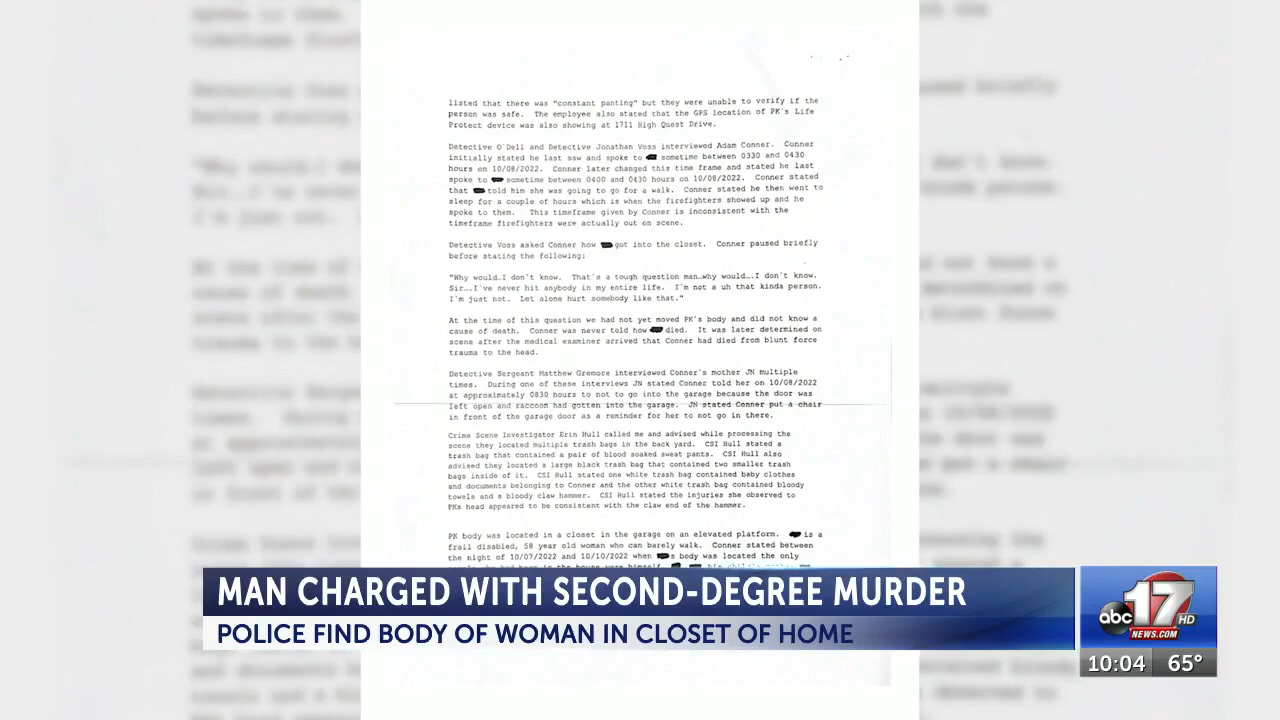 listed that there was "constant panting" but they were unable to verify if the
person was safe. The employee also stated that the GPS location of PK's Life
Protect device was also showing at 1711 High Quest Drive.
Detective O'Dell and Detective Jonathan Voss interviewed Adam Conner. Conner
initially stated he last saw and spoke to sometime between 0330 and 0430
hours on 10/08/2022. Conner later changed this time frame and stated he last
spoke to sometime between 0400 and 0430 hours on 10/08/2022. Conner stated
that told him she was going to go for a walk. Conner stated he then went to
sleep for a couple of hours which is when the firefighters showed up and he
spoke to them. This timeframe given by Conner is inconsistent with the
timeframe firefighters were actually out on scene.
Detective Voss asked Conner how got into the closet. Conner paused briefly
before stating the following:
"Why would…I don't know. That's a tough question man…why would….I don't know.
Sir….I've never hit anybody in my entire life. I'm not a uh that kinda person.
I'm just not. Let alone hurt somebody like that."
At the time of this question we had not yet moved PK's body and did not know a
cause of death. Conner was never told how died. It was later determined on
scene after the medical examiner arrived that Conner had died from blunt force
trauma to the head.
Detective Sergeant Matthew Gremore interviewed Conner's mother JN multiple
times. During one of these interviews JN stated Conner told her on 10/08/2022
at approximately 0830 hours to not to go into the garage because the door was
left open and raccoon had gotten into the garage. JN stated Conner put a chair
in front of the garage door as a reminder for her to not go in there.
Crime Scene Investigator Erin Hull called me and advised while processing the
scene they located multiple trash bags in the back yard. CSI Hull stated a
trash bag that contained a pair of blood soaked sweat pants. CSI Hull also
advised they located a large black trash bag that contained two smaller trash
bags inside of it. CSI Hull stated one white trash bag contained baby clothes
and documents belonging to Conner and the other white trash bag contained bloody
towels and a bloody claw hammer. CSI Hull stated the injuries she observed to
PKs head appeared to be consistent with the claw end of the hammer.
PK body was located in a closet in the garage on an elevated platform. is a
frail disabled, 58 year old woman who can barely walk. Conner stated between
the night of 10/07/2022 and 10/10/2022 when s body was located the only
MAN CHARGED WITH SECOND-DEGREE MURDER
POLICE FIND BODY OF WOMAN IN CLOSET OF HOME
abc 17 HD
NEWS.COM
10:04 65°